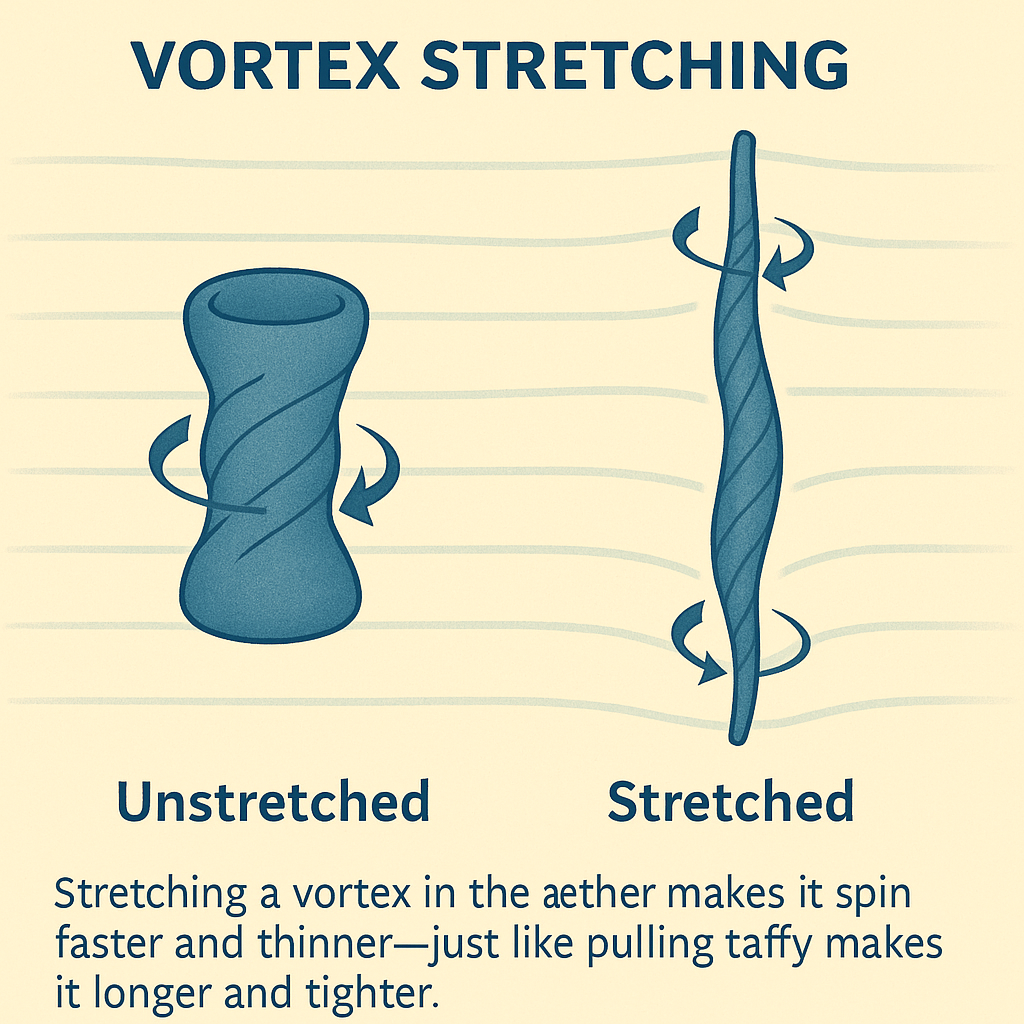 VORTEX STRETCHING
Unstretched
Stretched
Stretching a vortex in the æther makes it spin
faster and thinner—just like pulling taffy makes
it longer and tighter.